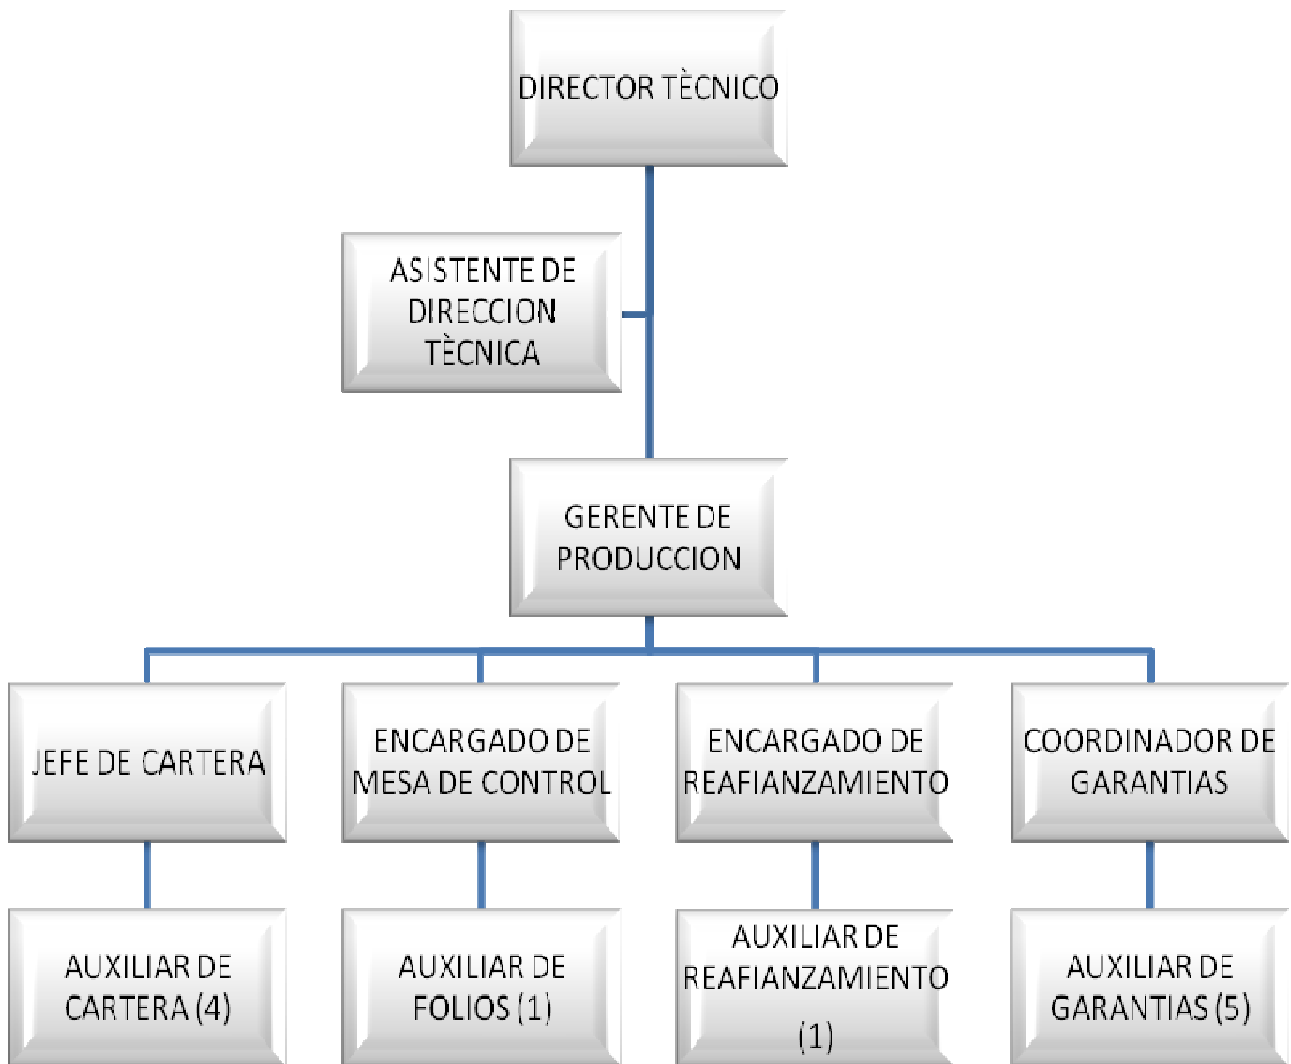 DIRECTOR TÈCNICO
ASISTENTE DE
DIRECCION
TÈCNICA
GERENTE DE
PRODUCCION
JEFE DE CARTERA
ENCARGADO DE
MESA DE CONTROL
ENCARGADO DE
REAFIANZAMIENTO
COORDINADOR DE
GARANTIAS
AUXILIAR DE
CARTERA (4)
AUXILIAR DE
FOLIOS (1)
AUXILIAR DE
REAFIANZAMIENTO
(1)
AUXILIAR DE
GARANTIAS (5)